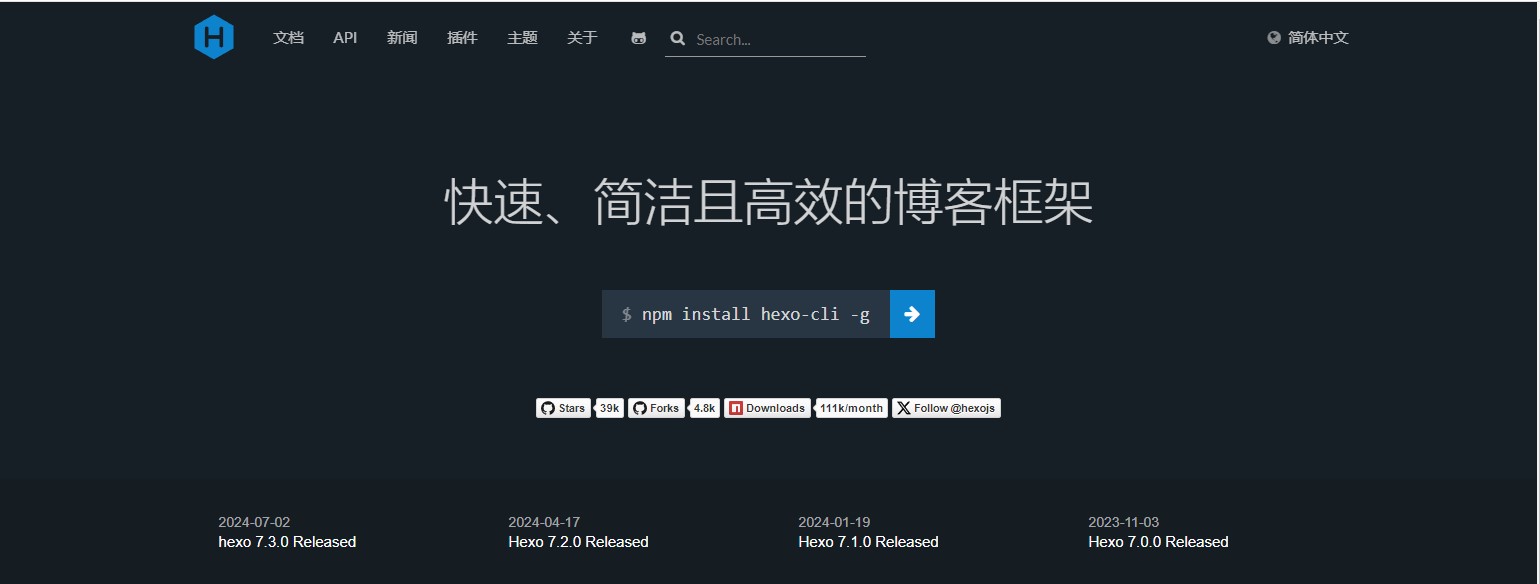 H 文档 API 新闻 插件 主题 关于 Search... 简体中文
快速、简洁且高效的博客框架
$ npm install hexo-cli -g
Stars 39k Forks 4.8k Downloads 111k/month Follow @hexojs
2024-07-02 2024-04-17 2024-01-19 2023-11-03
hexo 7.3.0 Released Hexo 7.2.0 Released Hexo 7.1.0 Released Hexo 7.0.0 Released